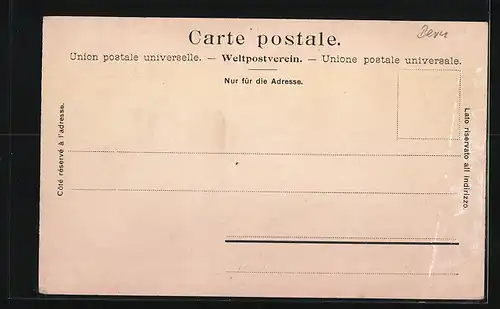 Bern
Carte postale.
Union postale universelle. — Weltpostverein. — Unione postale universale.
Nur für die Adresse.
Côté réservé à l'adresse.
Lato riservato all indirizzo.